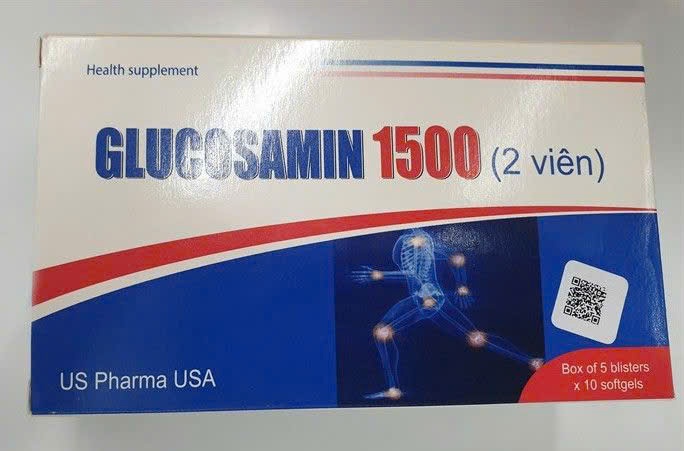 Health supplement
GLUCOSAMIN 1500 (2 viên)
US Pharma USA
Box of 5 blisters
x 10 softgels